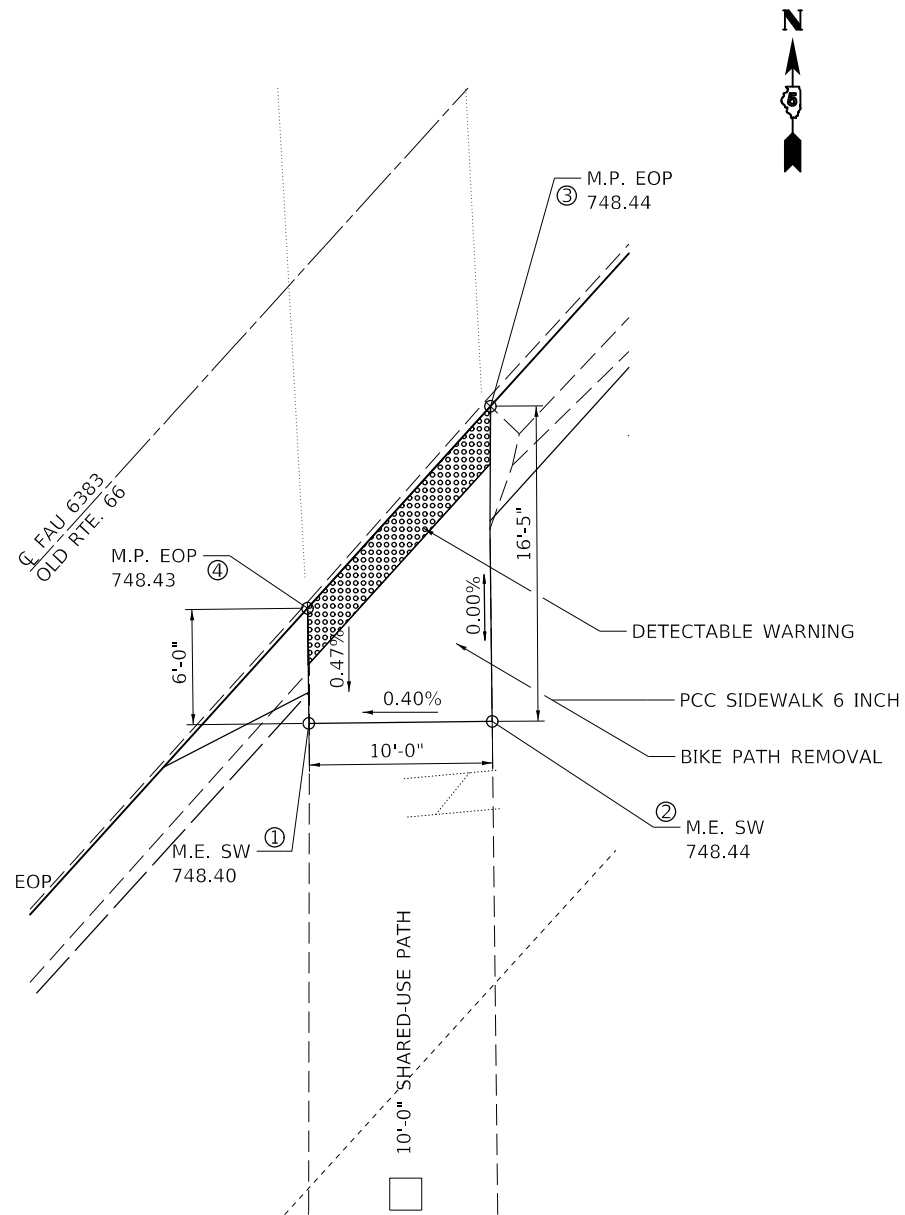 N
5
M.P. EOP
③ 748.44
℄ FAU 6383
OLD RTE. 66
M.P. EOP
748.43 ④
6'-0"
0.47%
0.00%
16'-5"
DETECTABLE WARNING
0.40%
PCC SIDEWALK 6 INCH
10'-0"
BIKE PATH REMOVAL
①
M.E. SW
748.40
②
M.E. SW
748.44
EOP
10'-0" SHARED-USE PATH